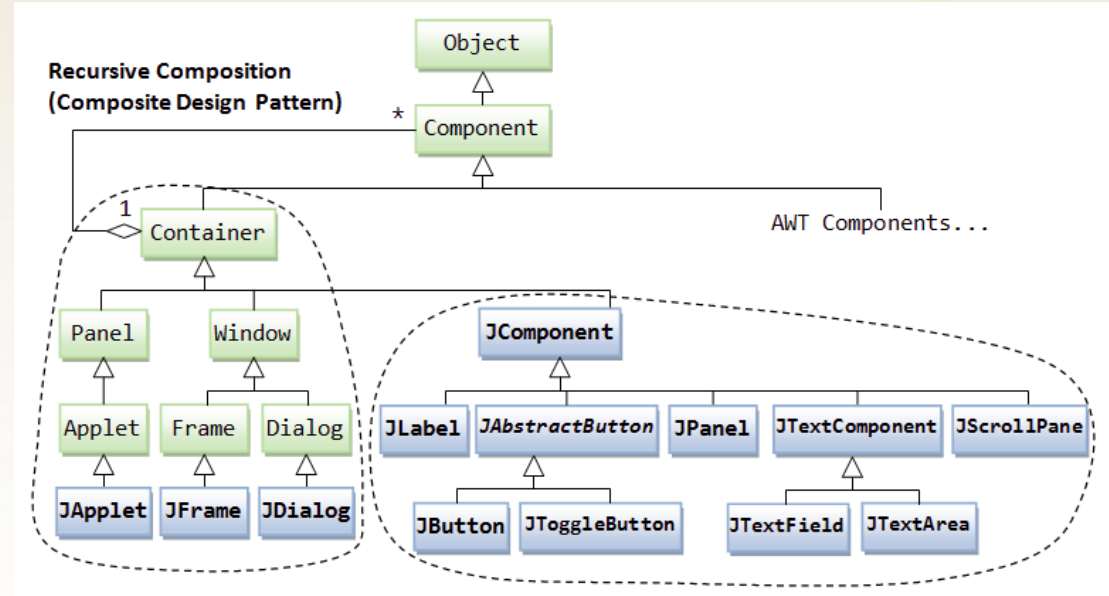 Object
Recursive Composition
(Composite Design Pattern)
*
Component
1
Container
AWT Components...
Panel
Window
JComponent
Applet
Frame
Dialog
JLabel
JAbstractButton
JPanel
JTextComponent
JScrollPane
JApplet
JFrame
JDialog
JButton
JToggleButton
JTextField
JTextArea